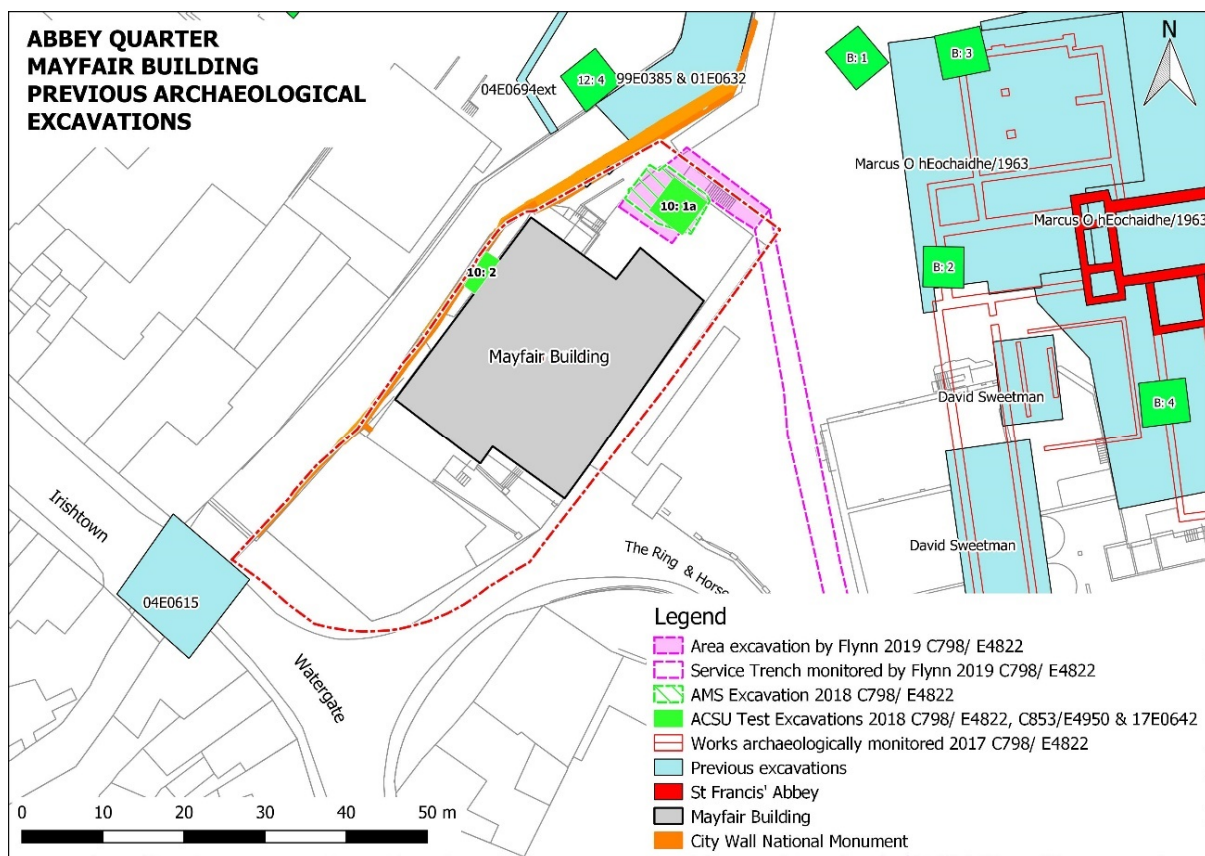 ABBEY QUARTER
MAYFAIR BUILDING
PREVIOUS ARCHAEOLOGICAL
EXCAVATIONS
12: 4
99E0385 & 01E0632
04E0694ext
B: 1
B: 3
N
Marcus O hEochaidhe/1963
10: 1a
Marcus O hEochaidhe/1963
B: 2
10: 2
Mayfair Building
David Sweetman
B: 4
Irishtown
David Sweetman
The Ring & Horse
04E0615
Watergate
Legend
Area excavation by Flynn 2019 C798/ E4822
Service Trench monitored by Flynn 2019 C798/ E4822
AMS Excavation 2018 C798/ E4822
ACSU Test Excavations 2018 C798/ E4822, C853/E4950 & 17E0642
Works archaeologically monitored 2017 C798/ E4822
Previous excavations
St Francis' Abbey
Mayfair Building
City Wall National Monument
0 10 20 30 40 50 m